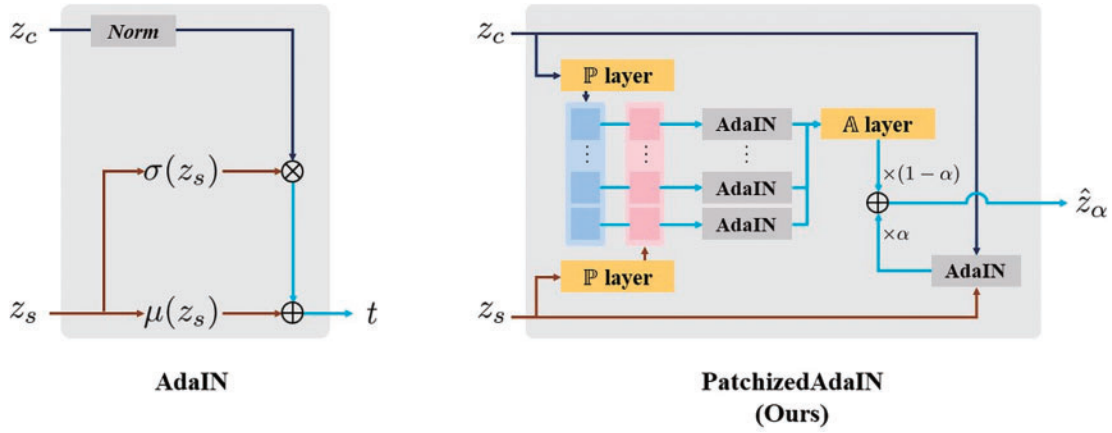 z_c
Norm
σ(z_s)
z_s
μ(z_s)
t
AdaIN
z_c
ℙ layer
AdaIN
𝔸 layer
⋮
⋮
⋮
×(1 − α)
AdaIN
ẑ_α
AdaIN
×α
ℙ layer
AdaIN
z_s
PatchizedAdaIN
(Ours)